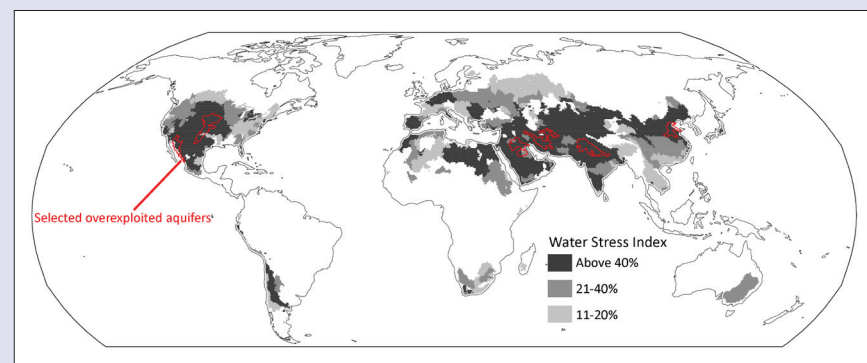 Selected overexploited aquifers
Water Stress Index
Above 40%
21-40%
11-20%